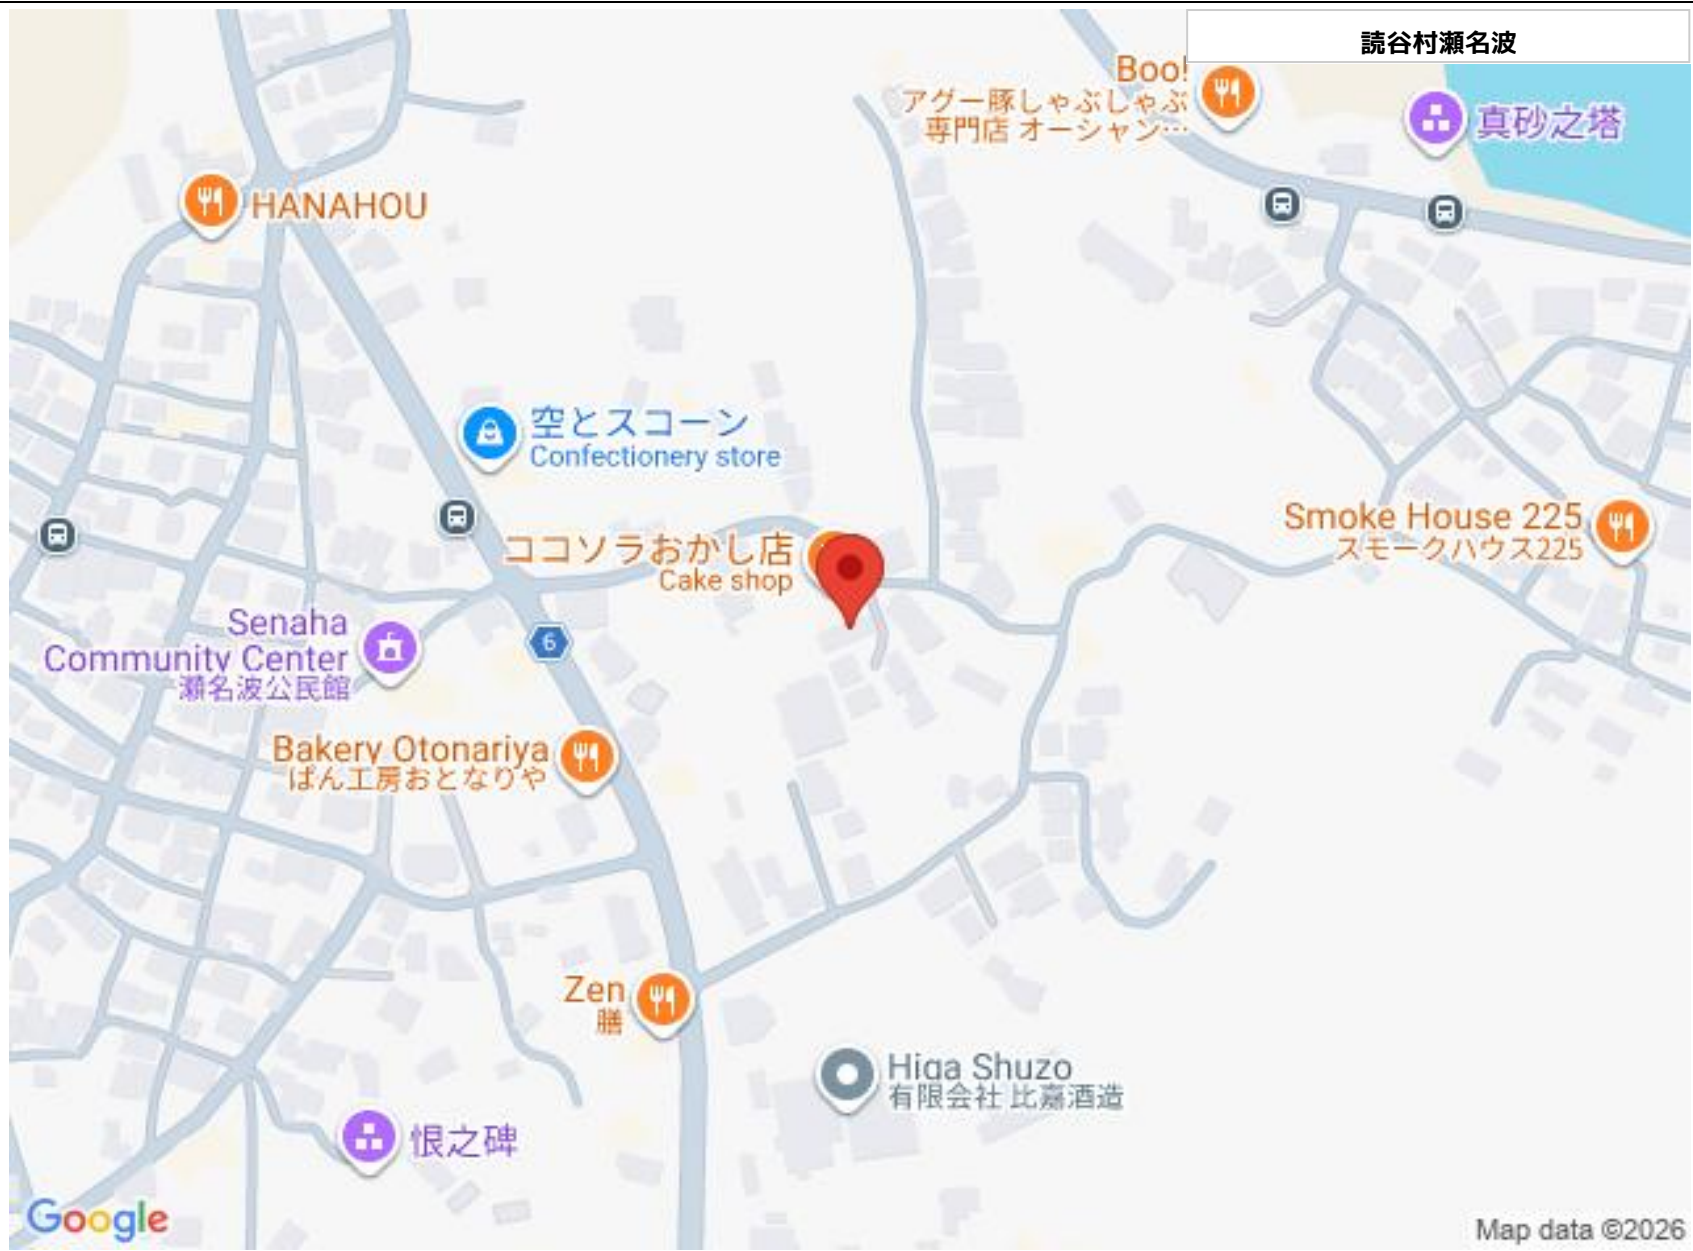 読谷村瀬名波
Boo!
アグー豚しゃぶしゃぶ
専門店 オーシャン…
真砂之塔
HANAHOU
空とスコーン
Confectionery store
ココソラおかし店
Cake shop
Smoke House 225
スモークハウス225
Senaha
Community Center
瀬名波公民館
6
Bakery Otonariya
ぱん工房おとなりや
Zen
膳
Higa Shuzo
有限会社 比嘉酒造
恨之碑
Google
Map data ©2026